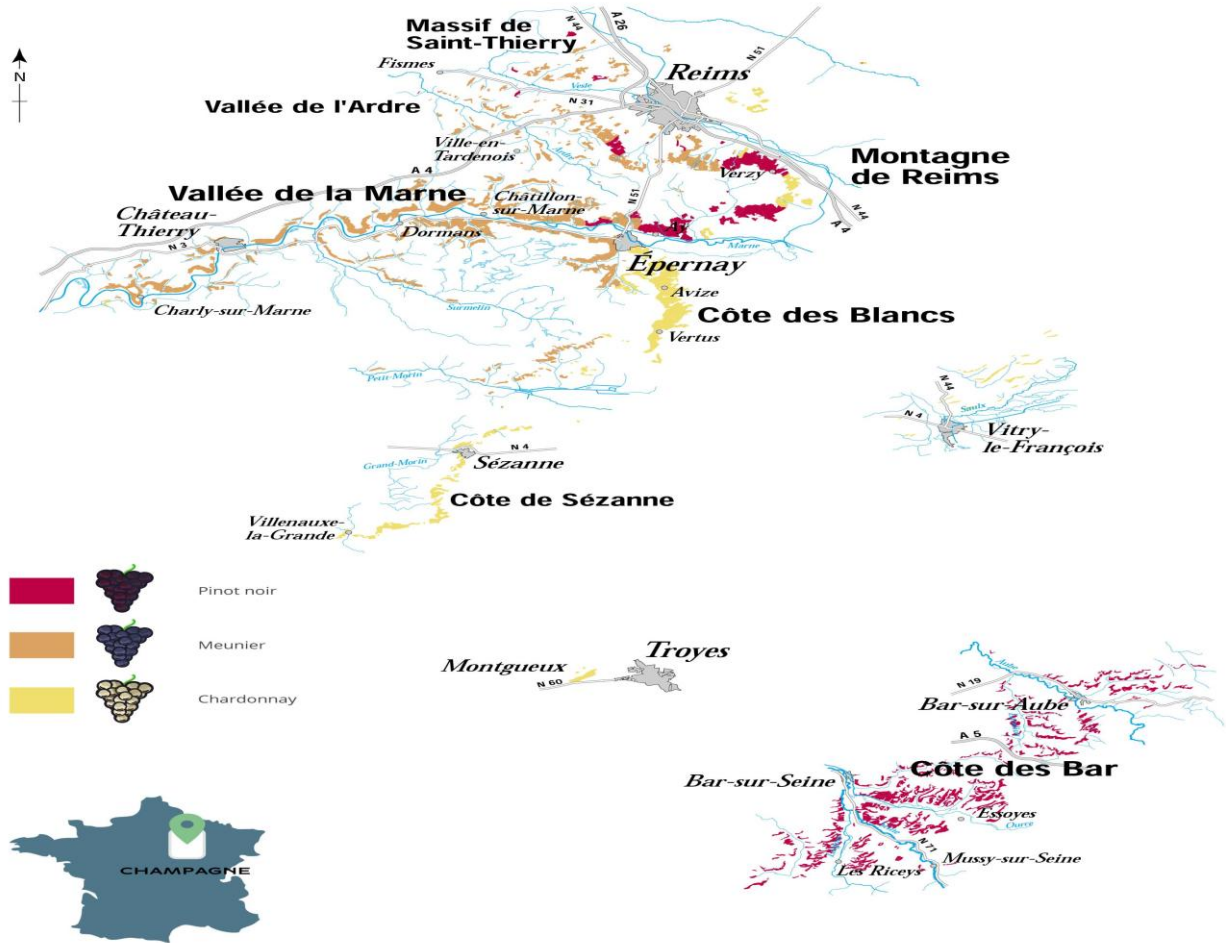 Massif de
Saint-Thierry
N 44
A 26
N 51
Fismes
Reims
Vesle
N 31
Vallée de l'Ardre
N
Ville-en-
Tardenois
A 4
Verzy
Montagne
de Reims
Vallée de la Marne
Châtillon-
sur-Marne
N 51
N 44
A 4
Château-
Thierry
N 3
Dormans
Aÿ
Marne
Épernay
Avize
Charly-sur-Marne
Surmelin
Côte des Blancs
Vertus
Petit-Morin
N 44
N 4
Saulx
Vitry-
le-François
N 4
Grand-Morin
Sézanne
Côte de Sézanne
Villenauxe-
la-Grande
Pinot noir
Meunier
Chardonnay
Troyes
Montgueux
N 60
Aube
N 19
Bar-sur-Aube
A 5
Côte des Bar
Bar-sur-Seine
Essoyes
Ource
N 71
Mussy-sur-Seine
Les Riceys
CHAMPAGNE